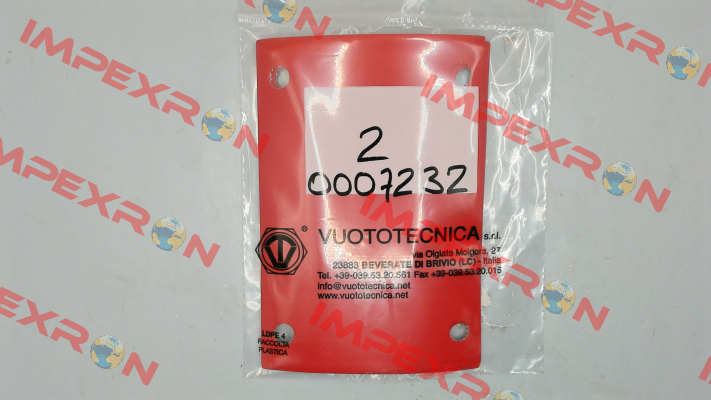 2
0007232
VUOTOTECNICA s.r.l.
via Olgiate Molgora, 27
23883 BEVERATE DI BRIVIO (LC) - Italia
Tel. +39-039.53.20.561 Fax +39-039.53.20.015
info@vuototecnica.net
www.vuototecnica.net
LDPE 4
RACCOLTA
PLASTICA
IMPEXRON
IMPEXRON
IMPEXRON
IMPEXRON
IMPEXRON
IMPEXRON
IMPEXRON
IMPEXRON